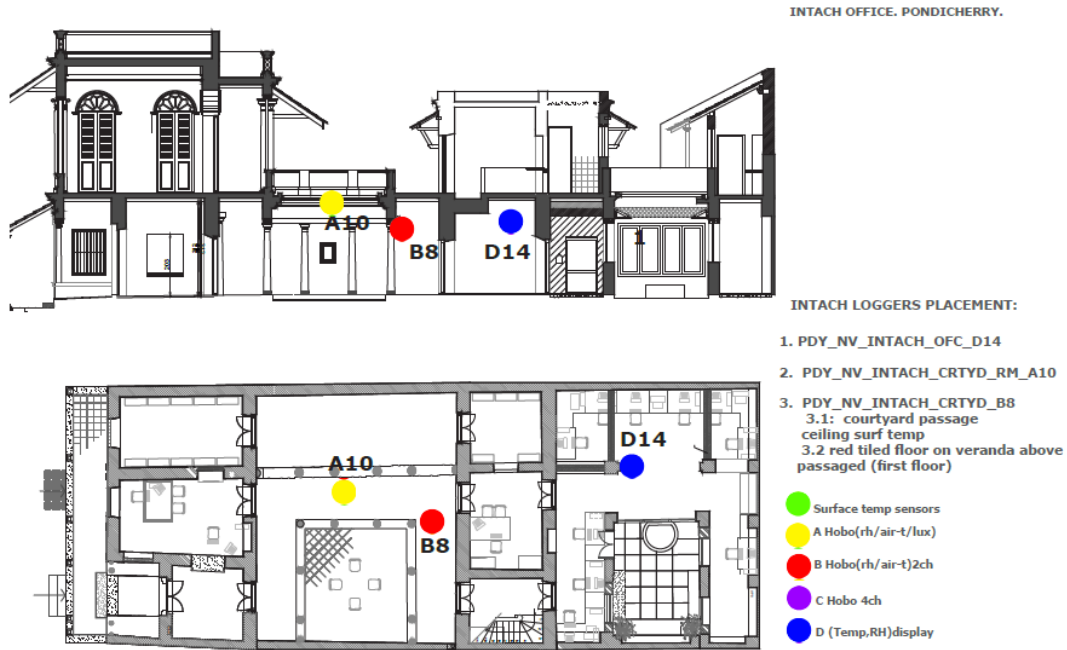 INTACH OFFICE. PONDICHERRY.
A10
B8
D14
1
203
INTACH LOGGERS PLACEMENT:
1. PDY_NV_INTACH_OFC_D14
2. PDY_NV_INTACH_CRTYD_RM_A10
3. PDY_NV_INTACH_CRTYD_B8
3.1: courtyard passage
ceiling surf temp
3.2 red tiled floor on veranda above
passaged (first floor)
D14
A10
B8
Surface temp sensors
A Hobo(rh/air-t/lux)
B Hobo(rh/air-t)2ch
C Hobo 4ch
D (Temp,RH)display